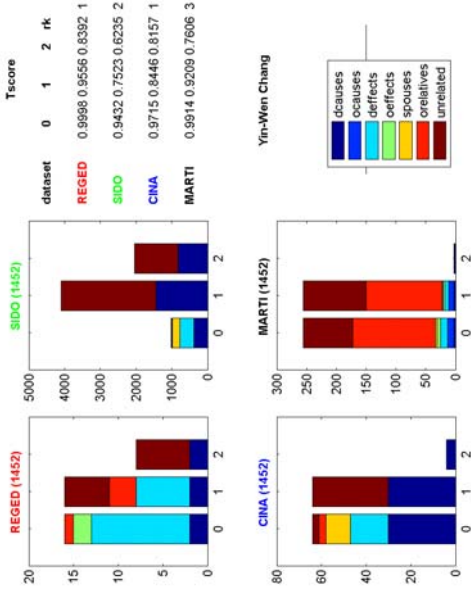 REGED (1452)
20
15
10
5
0
0 1 2
SIDO (1452)
5000
4000
3000
2000
1000
0
0 1 2
Tscore
dataset 0 1 2 rk
REGED 0.9998 0.9556 0.8392 1
SIDO 0.9432 0.7523 0.6235 2
CINA 0.9715 0.8446 0.8157 1
MARTI 0.9914 0.9209 0.7606 3
CINA (1452)
80
60
40
20
0
0 1 2
MARTI (1452)
300
250
200
150
100
50
0
0 1 2
Yin-Wen Chang
dcauses
ocauses
deffects
oeffects
spouses
orelatives
unrelated